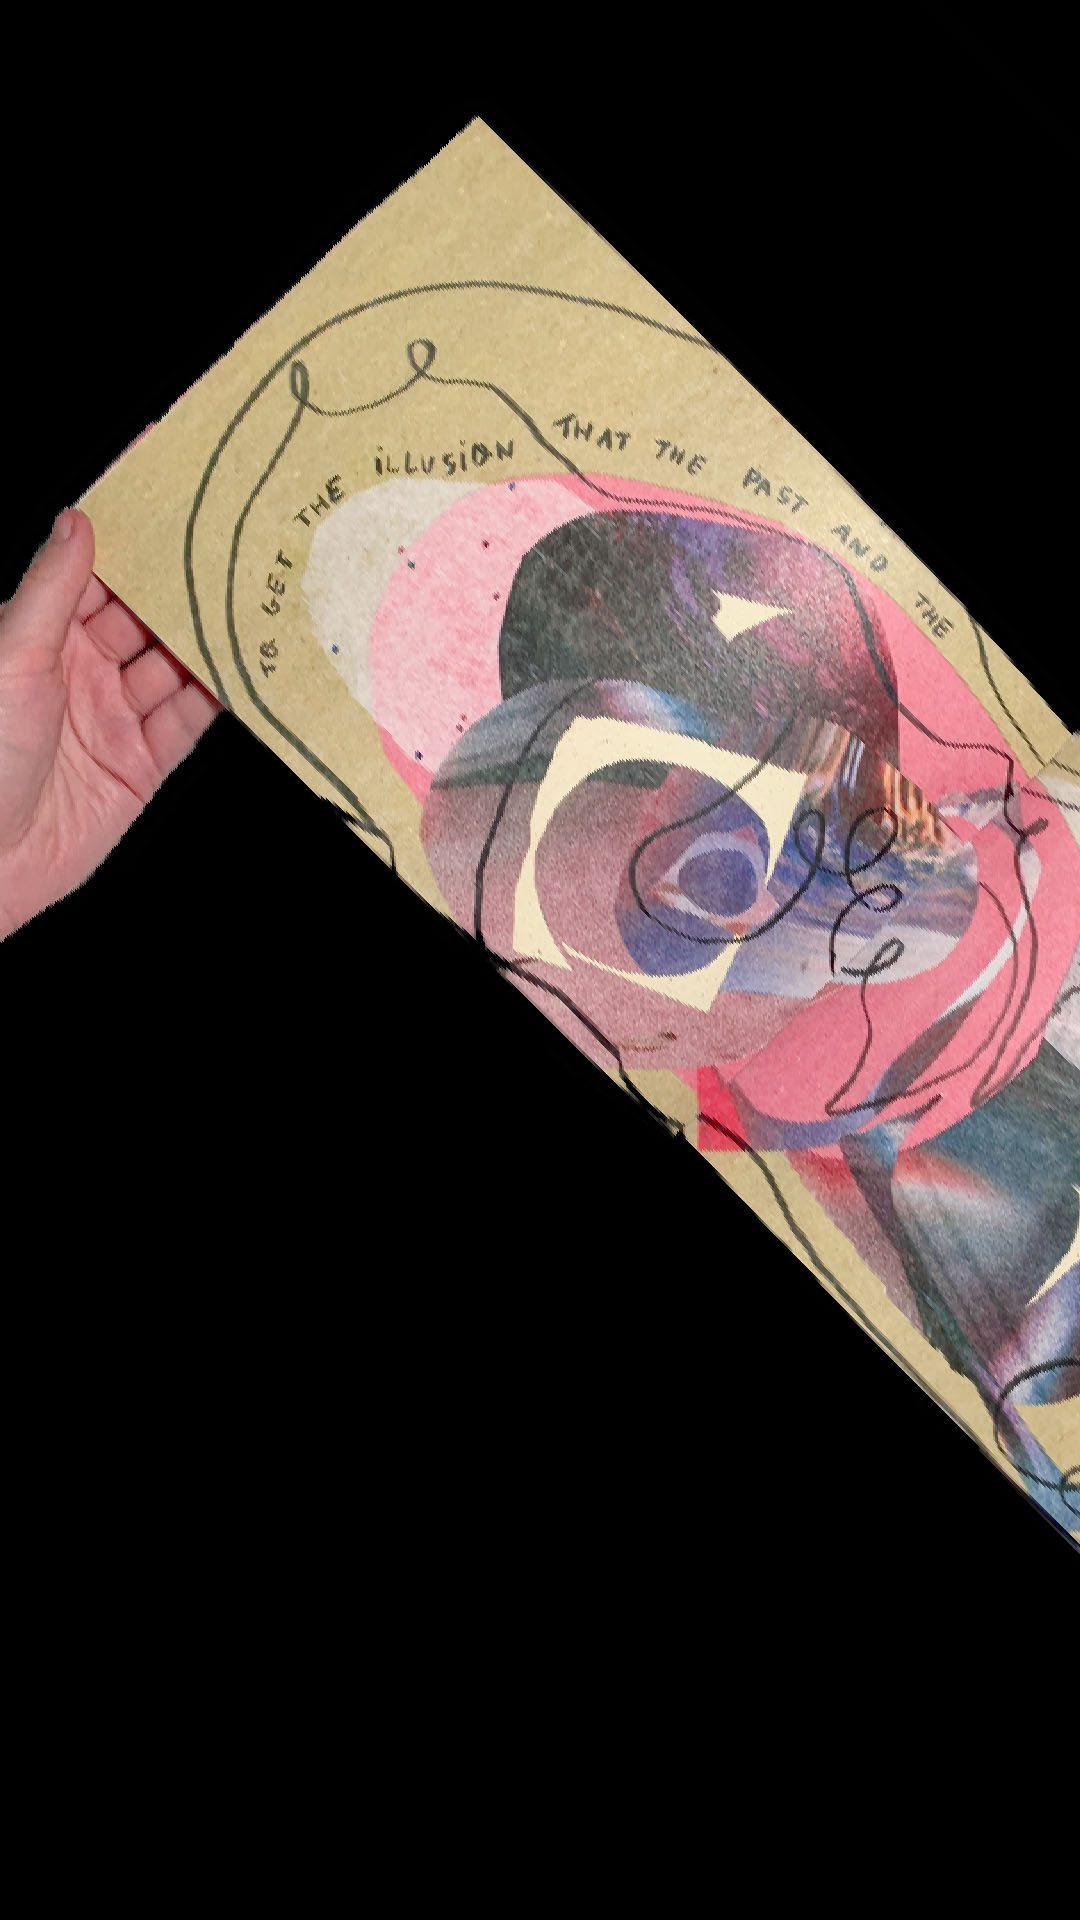 TO GET THE ILLUSION THAT THE PAST AND THE